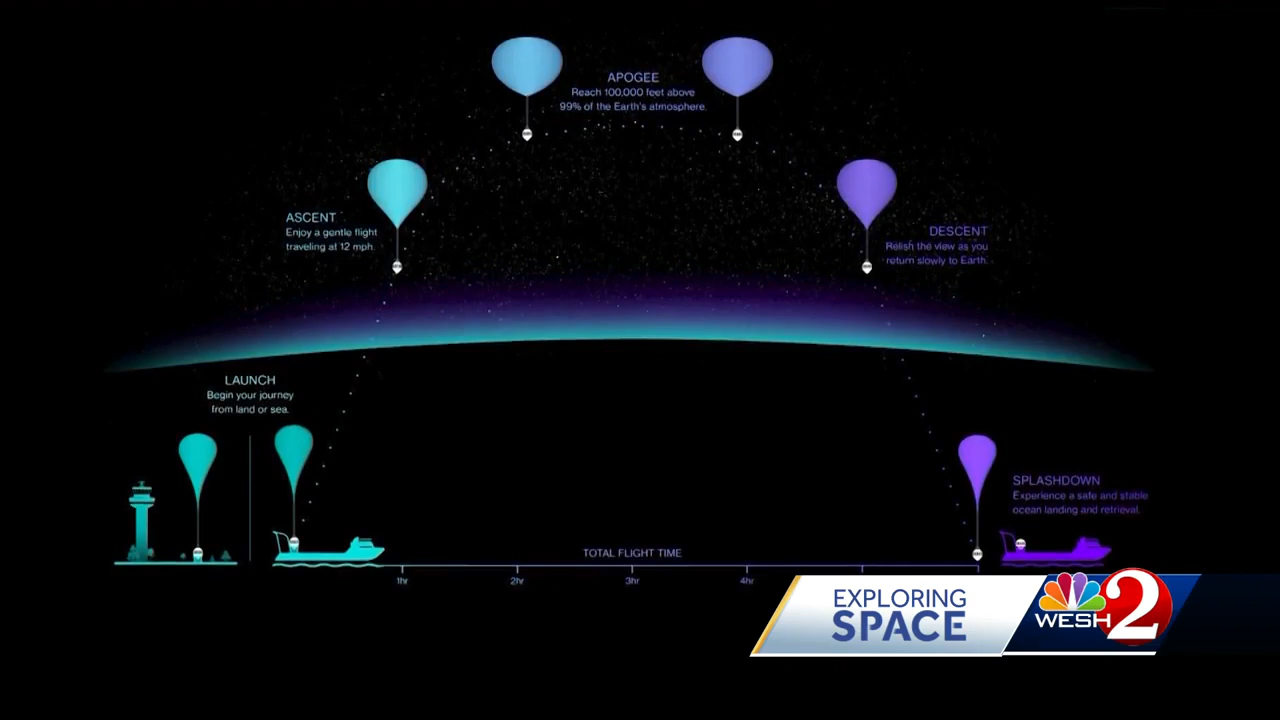 APOGEE
Reach 100,000 feet above
99% of the Earth's atmosphere.
ASCENT
Enjoy a gentle flight
traveling at 12 mph.
DESCENT
Relish the view as you
return slowly to Earth.
LAUNCH
Begin your journey
from land or sea.
SPLASHDOWN
Experience a safe and stable
ocean landing and retrieval.
TOTAL FLIGHT TIME
1hr 2hr 3hr 4hr
EXPLORING
SPACE
WESH 2